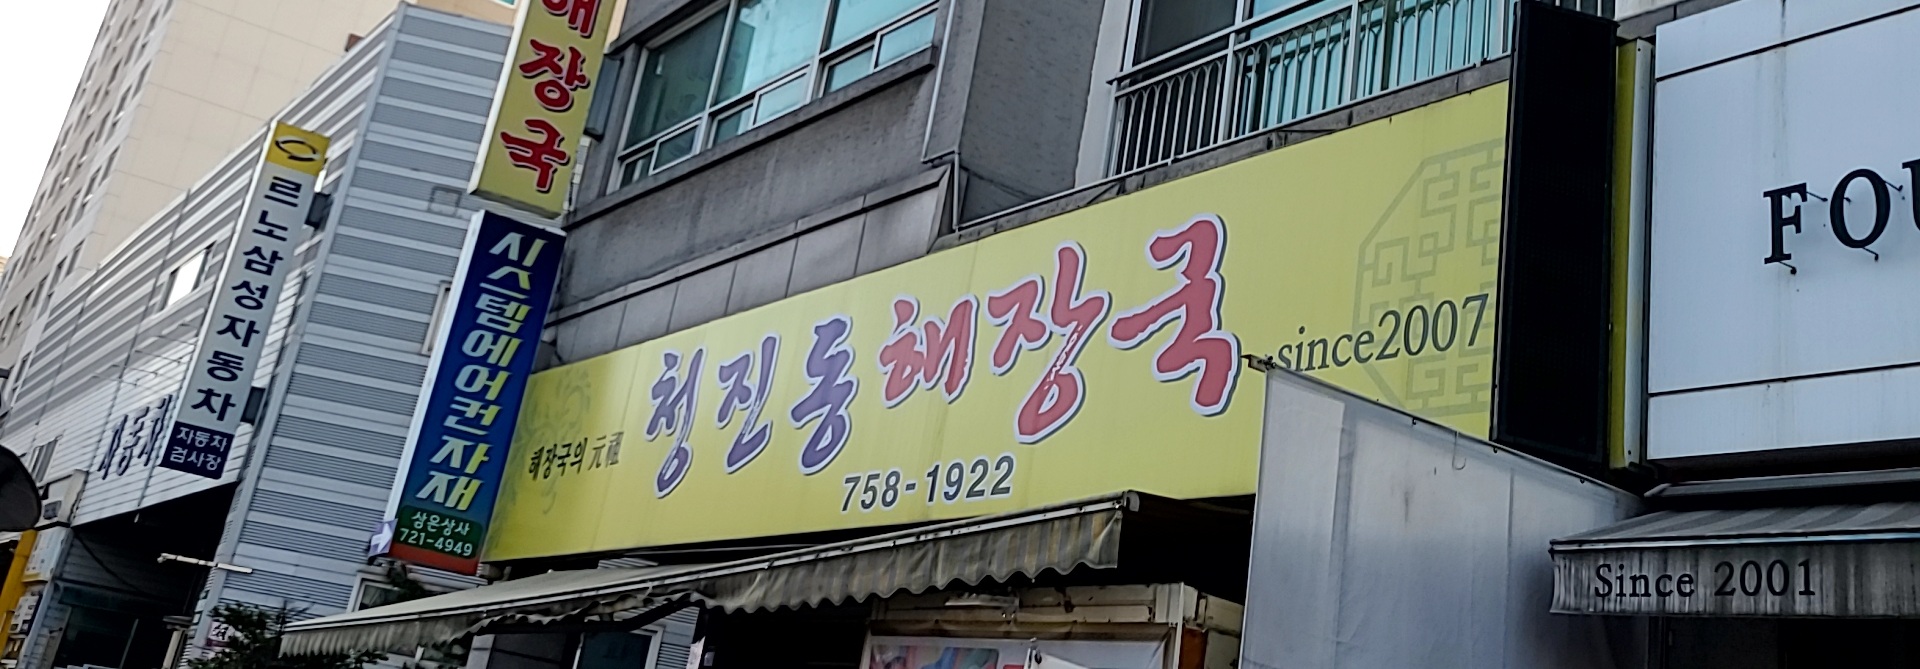 르노삼성자동차
자동차
검사장
해장국
시스템에어컨자재
삼은상사
721-4949
해장국의 元祖
청진동해장국
758-1922
since2007
FOU
Since 2001